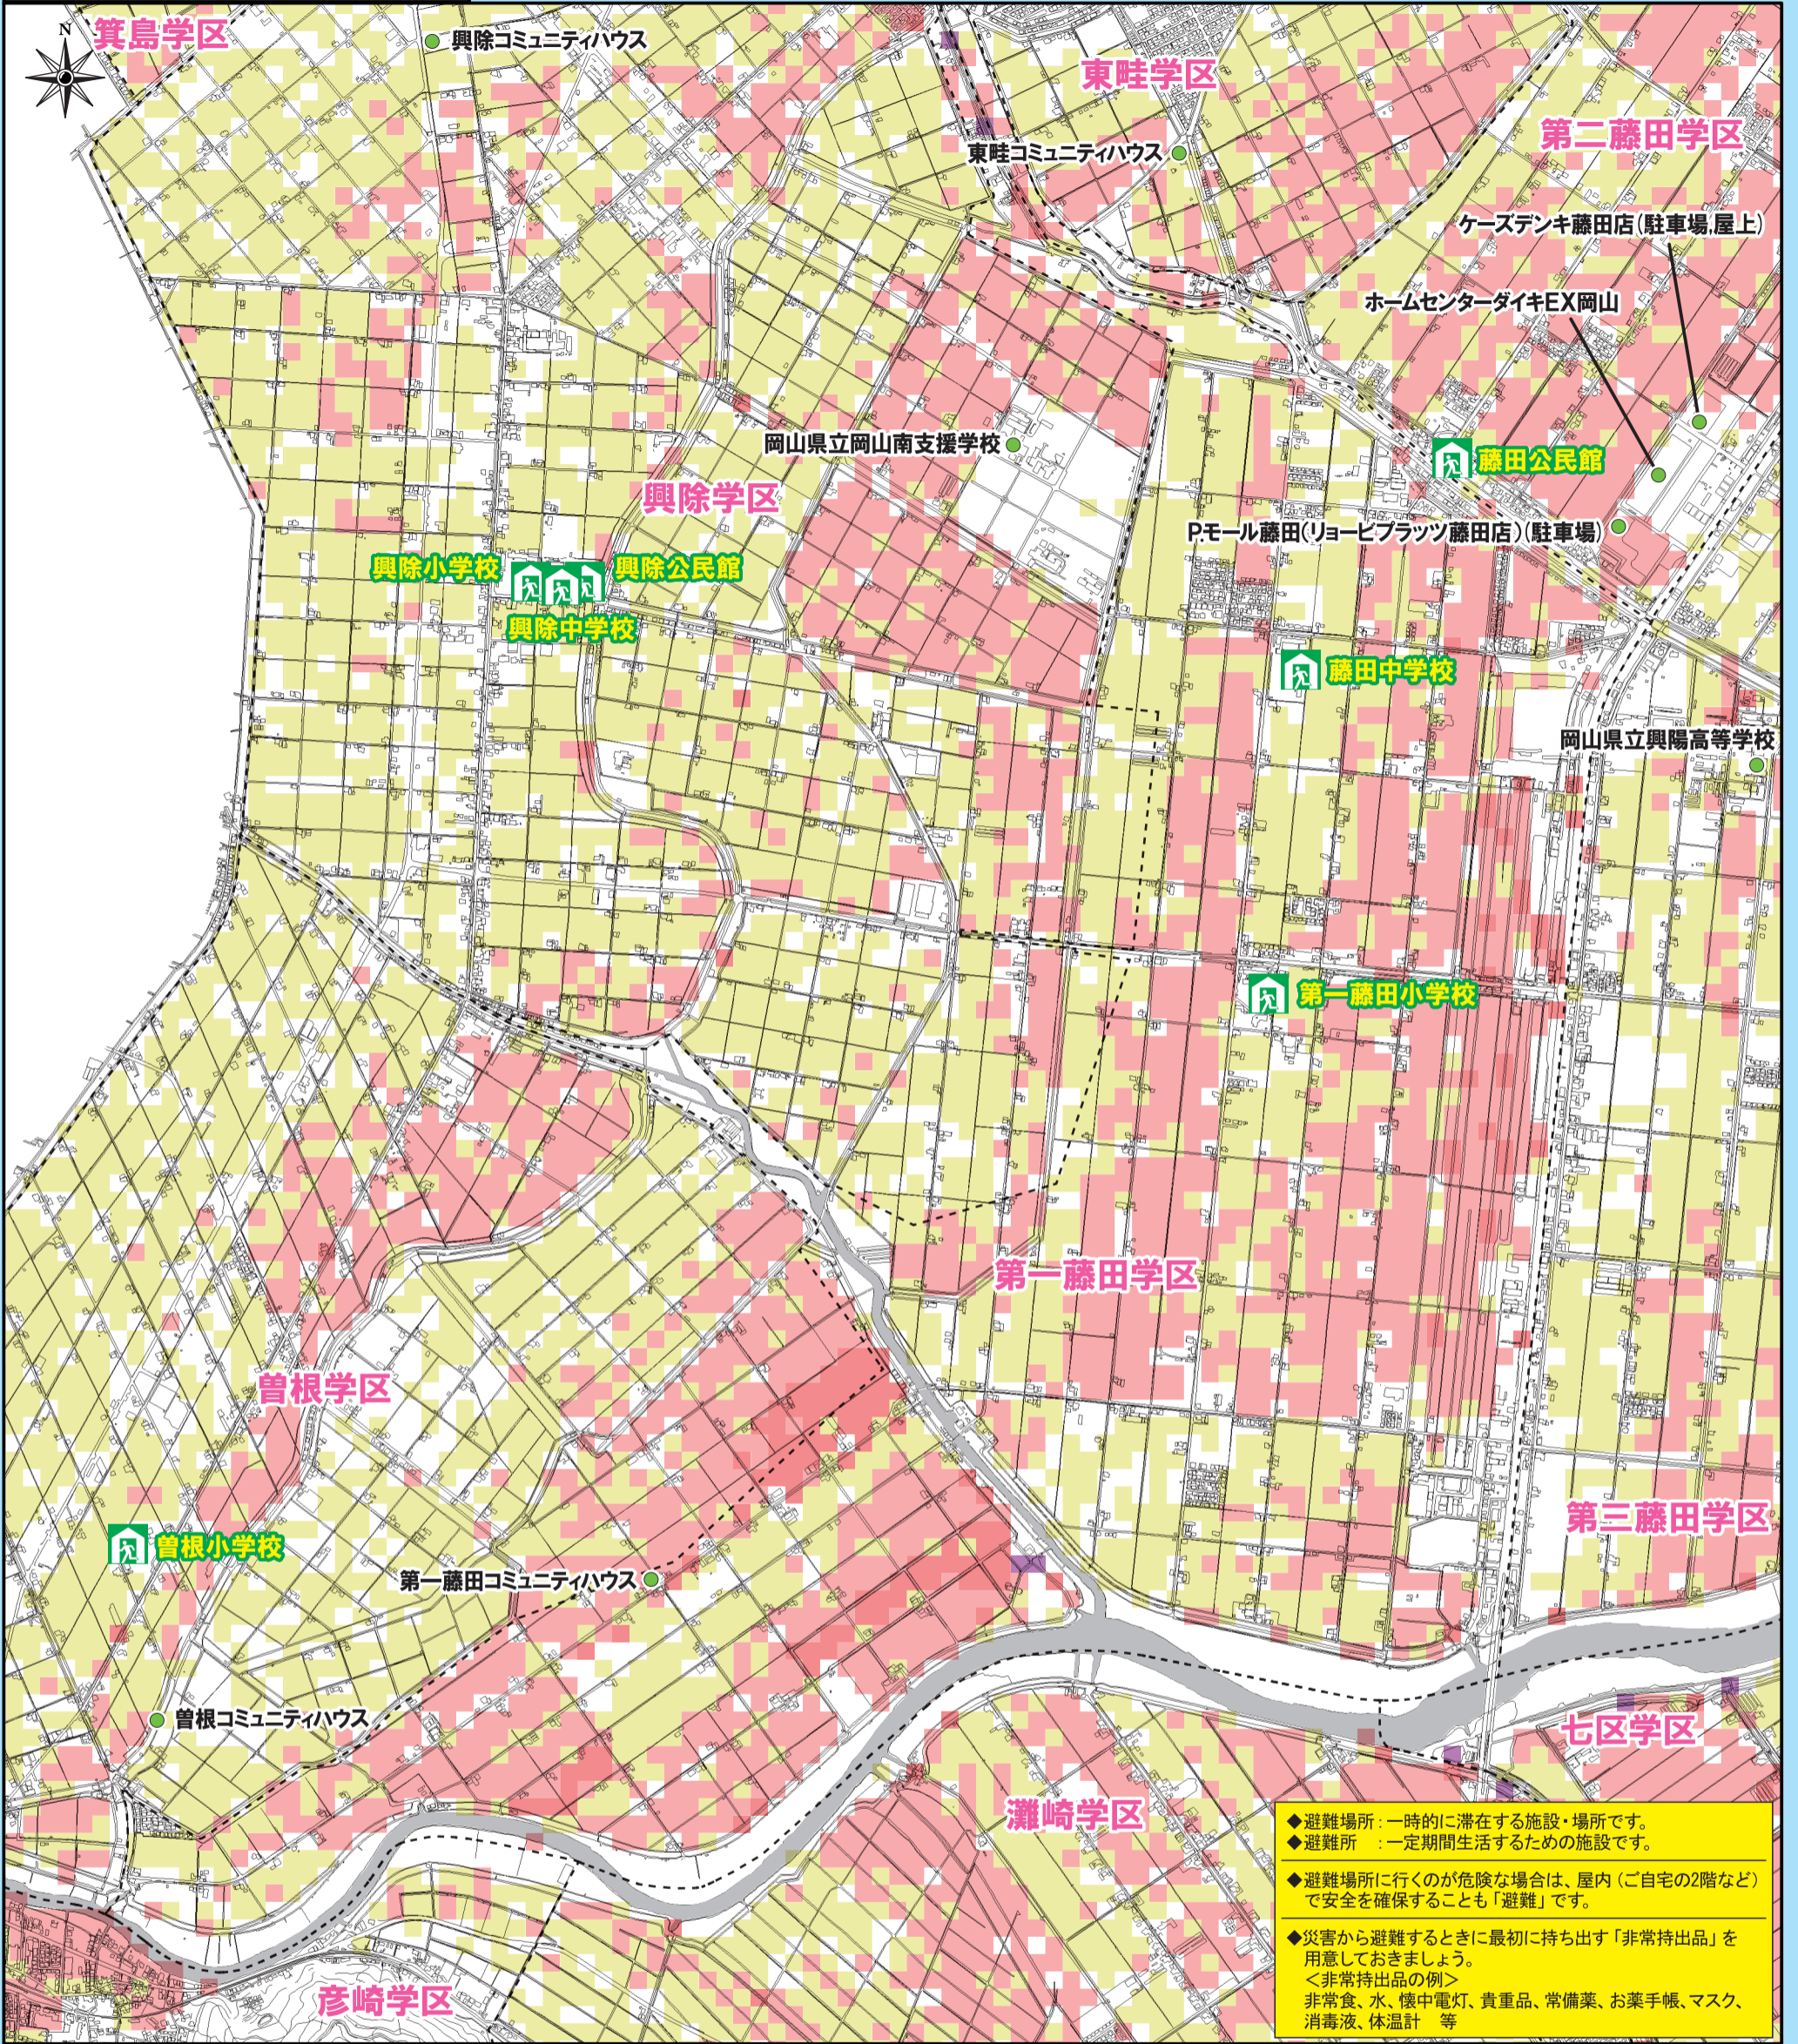 N
箕島学区
興除コミュニティハウス
東畦学区
第二藤田学区
東畦コミュニティハウス
ケーズデンキ藤田店(駐車場,屋上)
ホームセンターダイキEX岡山
岡山県立岡山南支援学校
藤田公民館
興除学区
Pモール藤田(リョービプラッツ藤田店)(駐車場)
興除小学校
興除公民館
興除中学校
藤田中学校
岡山県立興陽高等学校
第一藤田小学校
第一藤田学区
曽根学区
第三藤田学区
曽根小学校
第一藤田コミュニティハウス
曽根コミュニティハウス
七区学区
灘崎学区
彦崎学区
◆避難場所:一時的に滞在する施設・場所です。
◆避難所 :一定期間生活するための施設です。
◆避難場所に行くのが危険な場合は、屋内(ご自宅の2階など)
で安全を確保することも「避難」です。
◆災害から避難するときに最初に持ち出す「非常持出品」を
用意しておきましょう。
<非常持出品の例>
非常食、水、懐中電灯、貴重品、常備薬、お薬手帳、マスク、
消毒液、体温計 等